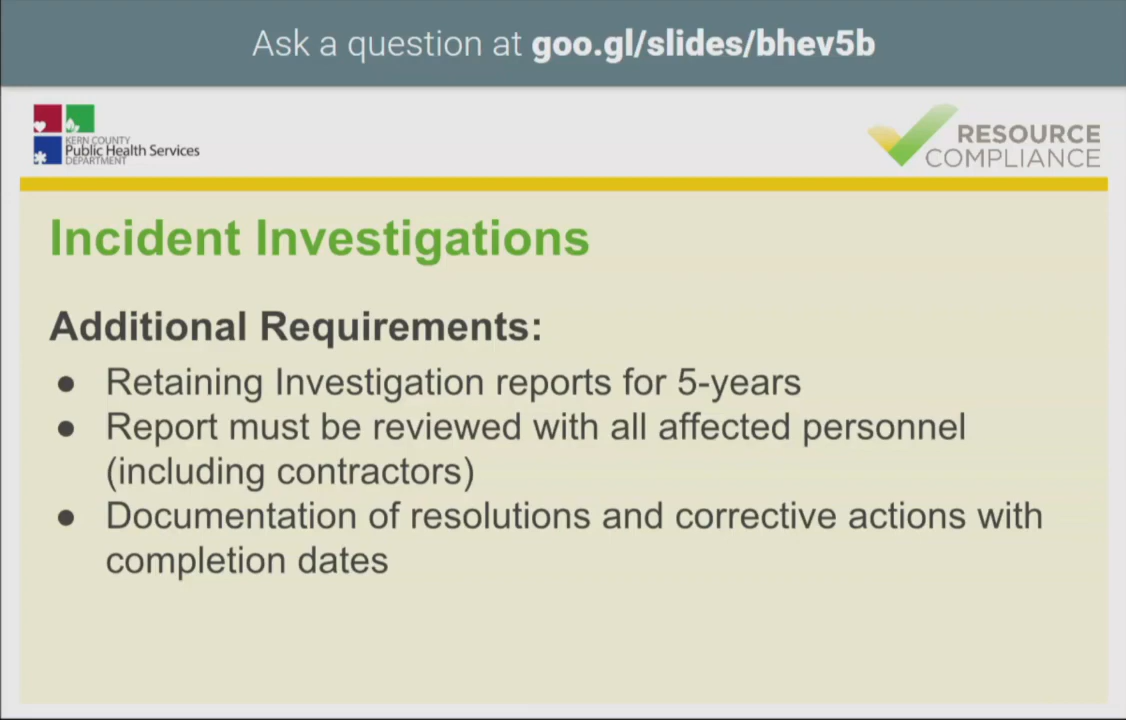 Ask a question at goo.gl/slides/bhev5b
KERN COUNTY
Public Health Services
DEPARTMENT
RESOURCE
COMPLIANCE
Incident Investigations
Additional Requirements:
● Retaining Investigation reports for 5-years
● Report must be reviewed with all affected personnel
(including contractors)
● Documentation of resolutions and corrective actions with
completion dates